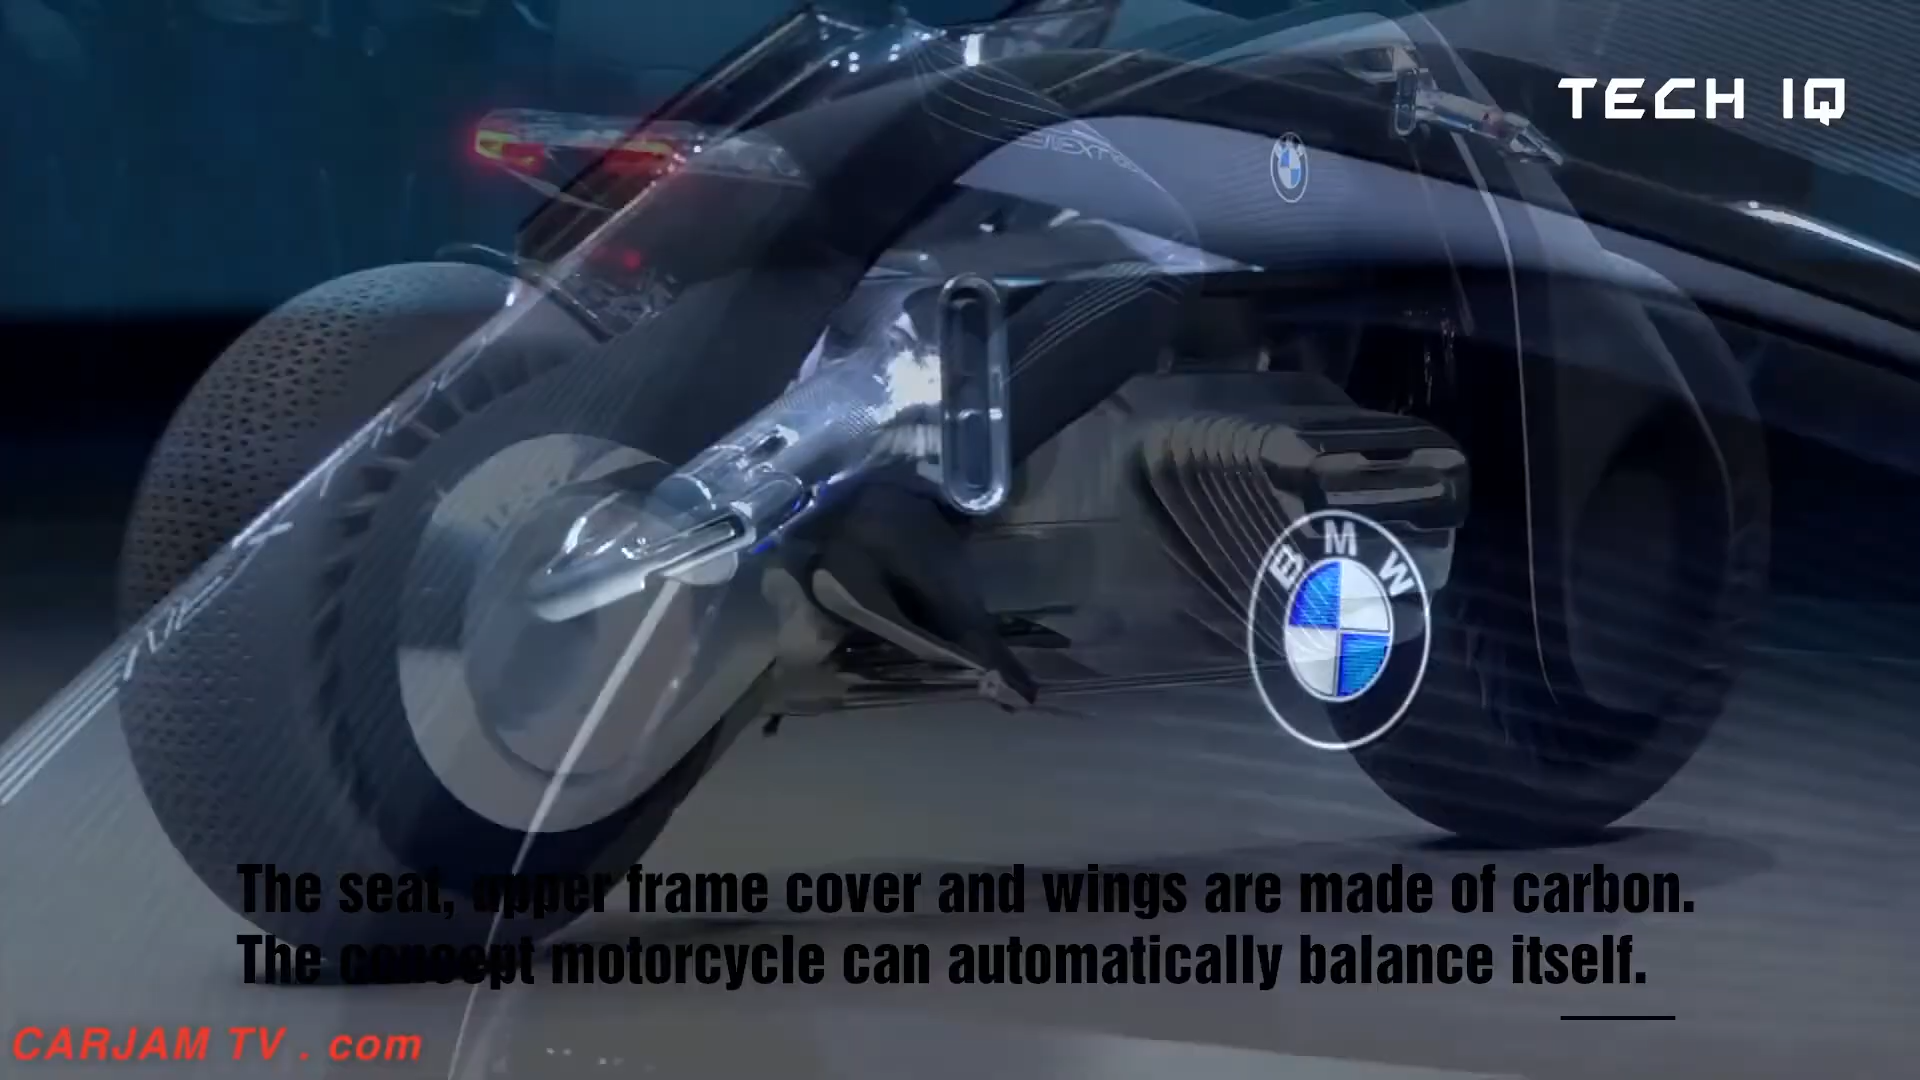 TECH IQ
BMW
The seat, upper frame cover and wings are made of carbon.
The concept motorcycle can automatically balance itself.
CARJAM TV . com